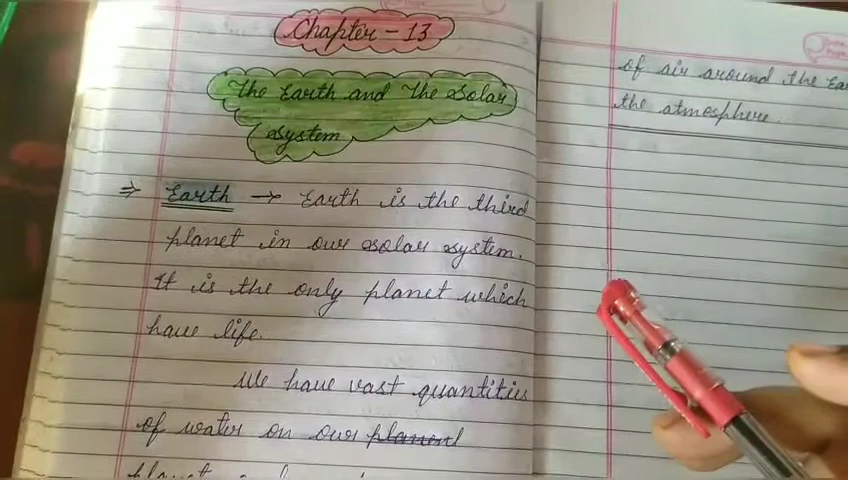 Chapter - 13
The Earth and The Solar
system
⇒ Earth → Earth is the third
planet in our solar system.
It is the only planet which
have life.
We have vast quantities
of water on our planent
planet
of air around the
the atmosphere.